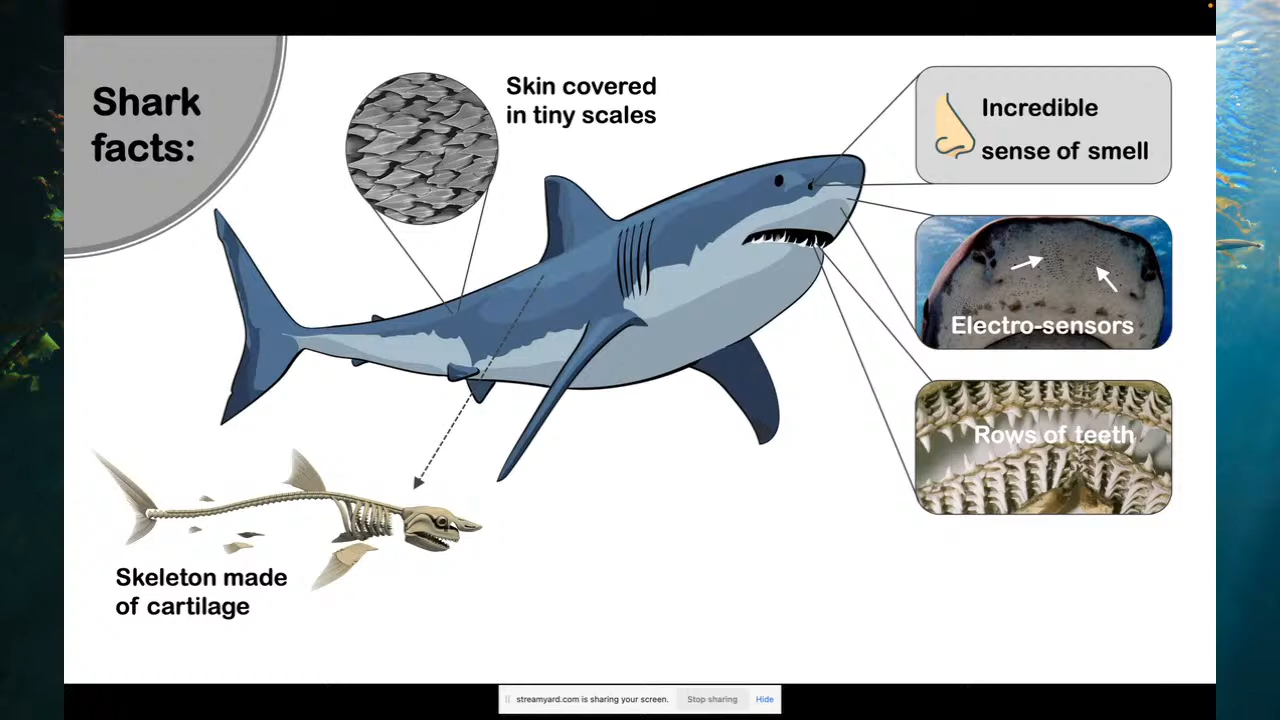 Shark
facts:
Skin covered
in tiny scales
Incredible
sense of smell
Electro-sensors
Rows of teeth
Skeleton made
of cartilage
streamyard.com is sharing your screen.
Stop sharing
Hide